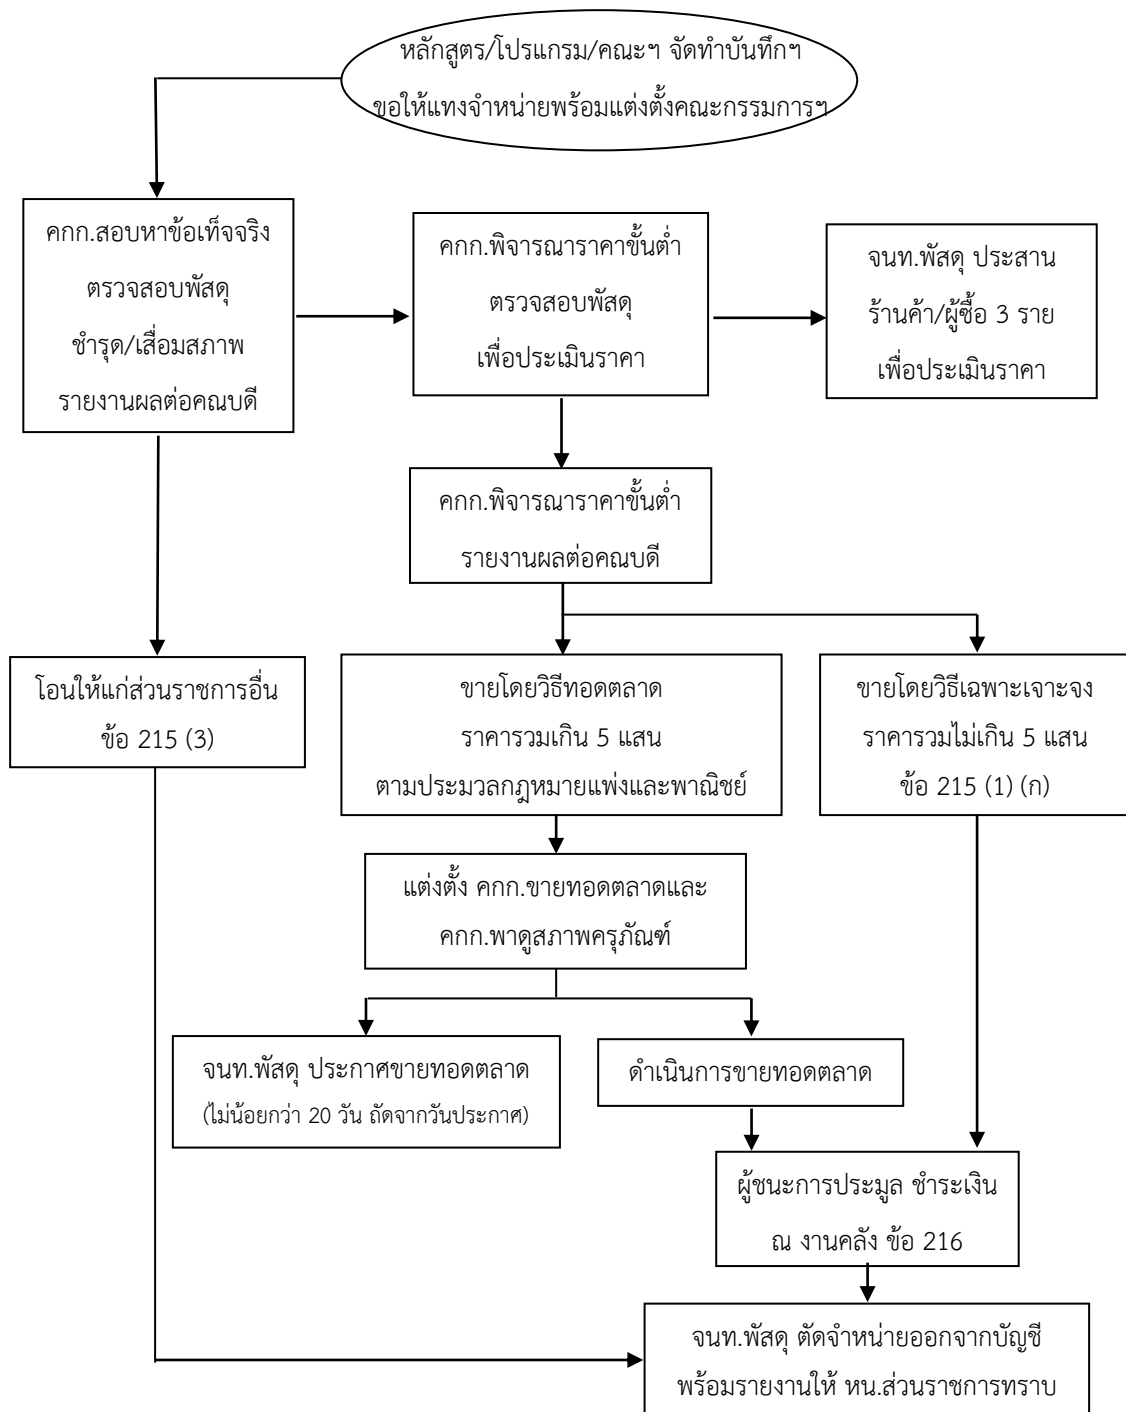 หลักสูตร/โปรแกรม/คณะฯ จัดทำบันทึกฯ
ขอให้แทงจำหน่ายพร้อมแต่งตั้งคณะกรรมการฯ
คกก.สอบหาข้อเท็จจริง
ตรวจสอบพัสดุ
ชำรุด/เสื่อมสภาพ
รายงานผลต่อคณบดี
คกก.พิจารณาราคาขั้นต่ำ
ตรวจสอบพัสดุ
เพื่อประเมินราคา
จนท.พัสดุ ประสาน
ร้านค้า/ผู้ซื้อ 3 ราย
เพื่อประเมินราคา
คกก.พิจารณาราคาขั้นต่ำ
รายงานผลต่อคณบดี
โอนให้แก่ส่วนราชการอื่น
ข้อ 215 (3)
ขายโดยวิธีทอดตลาด
ราคารวมเกิน 5 แสน
ตามประมวลกฎหมายแพ่งและพาณิชย์
ขายโดยวิธีเฉพาะเจาะจง
ราคารวมไม่เกิน 5 แสน
ข้อ 215 (1) (ก)
แต่งตั้ง คกก.ขายทอดตลาดและ
คกก.พาดูสภาพครุภัณฑ์
จนท.พัสดุ ประกาศขายทอดตลาด
(ไม่น้อยกว่า 20 วัน ถัดจากวันประกาศ)
ดำเนินการขายทอดตลาด
ผู้ชนะการประมูล ชำระเงิน
ณ งานคลัง ข้อ 216
จนท.พัสดุ ตัดจำหน่ายออกจากบัญชี
พร้อมรายงานให้ หน.ส่วนราชการทราบ